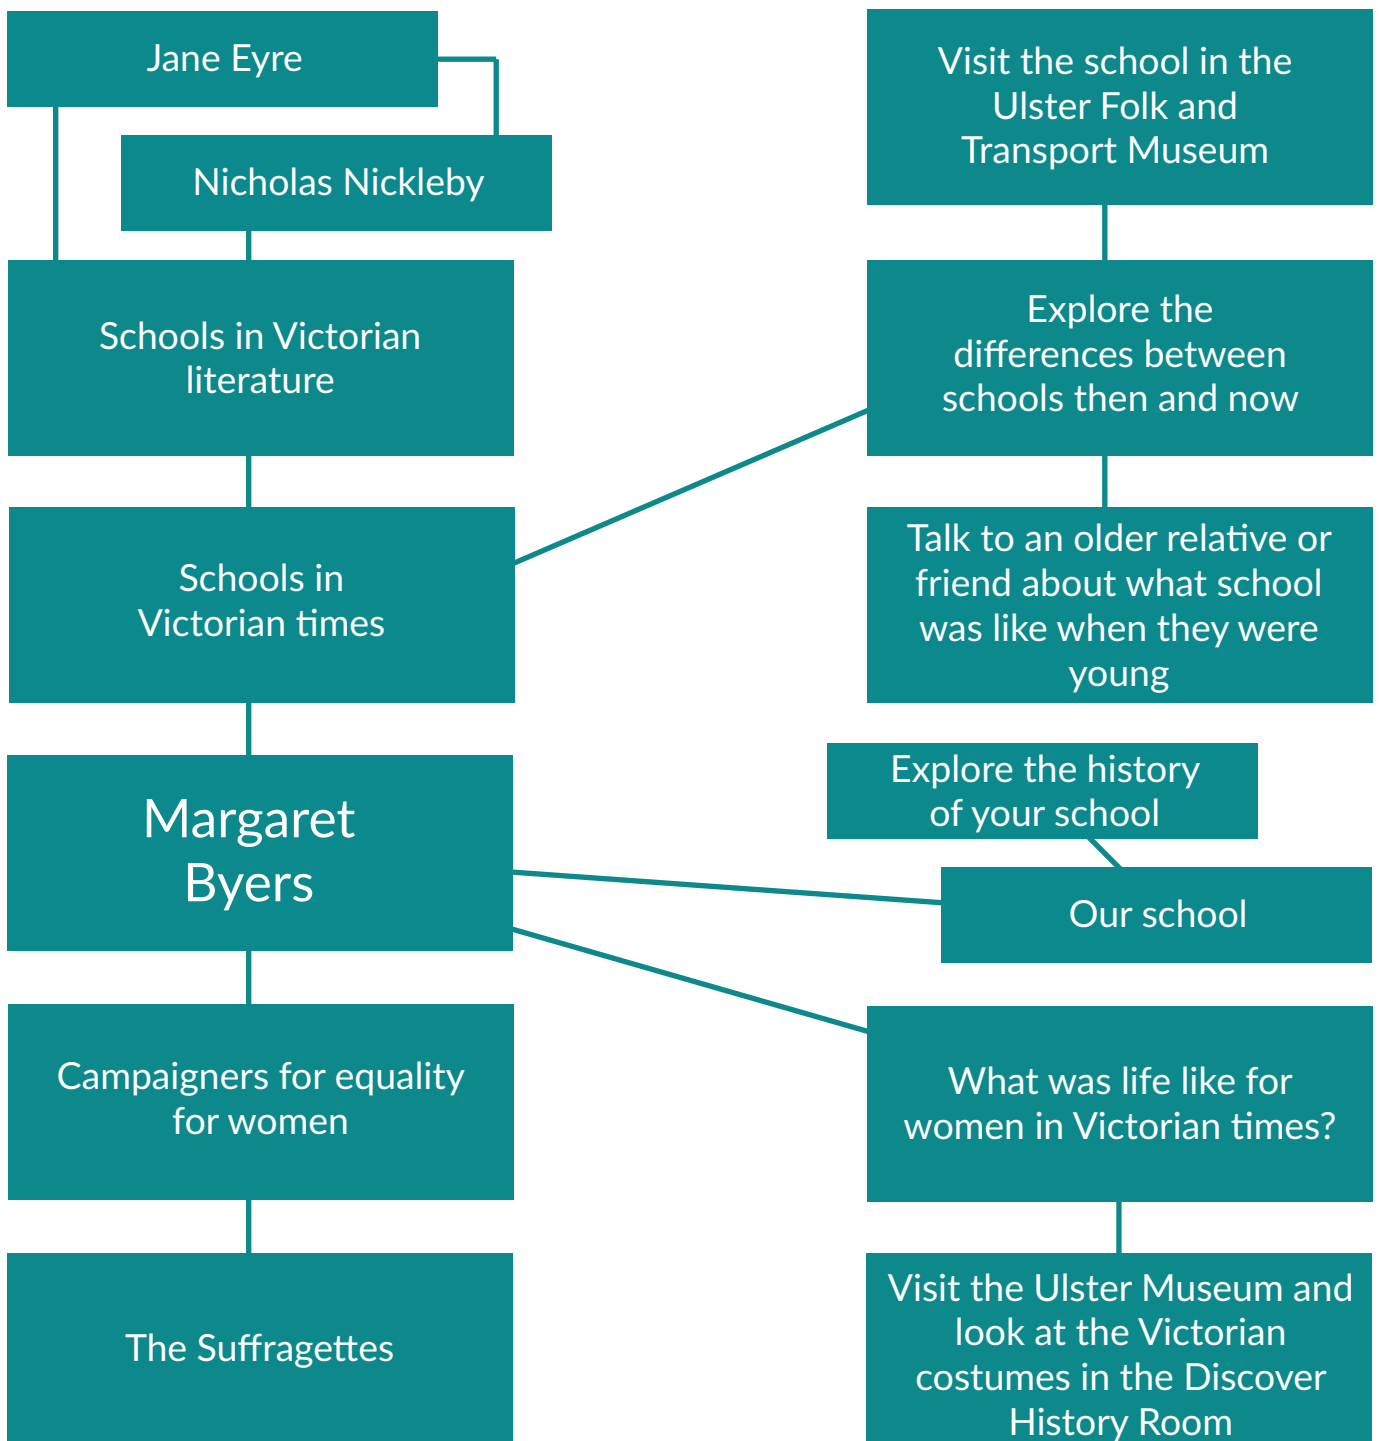 Jane Eyre
Nicholas Nickleby
Schools in Victorian
literature
Schools in
Victorian times
Margaret
Byers
Campaigners for equality
for women
The Suffragettes
Visit the school in the
Ulster Folk and
Transport Museum
Explore the
differences between
schools then and now
Talk to an older relative or
friend about what school
was like when they were
young
Explore the history
of your school
Our school
What was life like for
women in Victorian times?
Visit the Ulster Museum and
look at the Victorian
costumes in the Discover
History Room